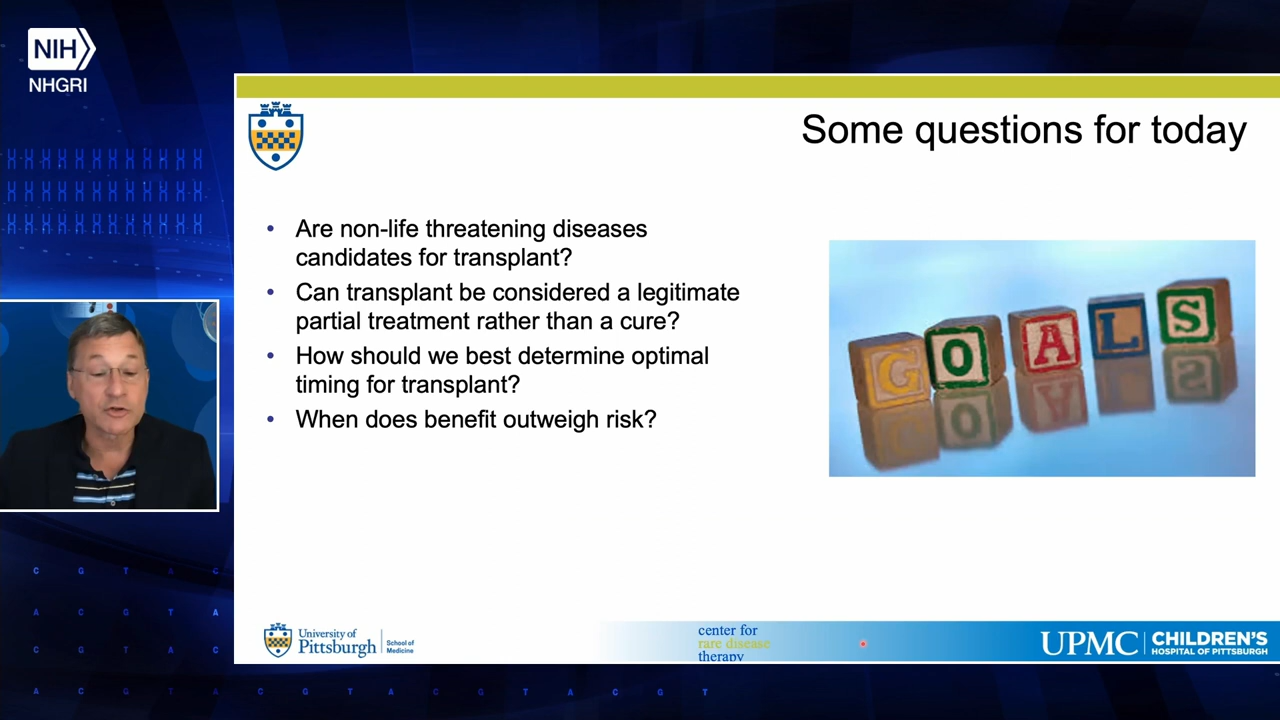 NIH
NHGRI
Some questions for today
• Are non-life threatening diseases
candidates for transplant?
• Can transplant be considered a legitimate
partial treatment rather than a cure?
• How should we best determine optimal
timing for transplant?
• When does benefit outweigh risk?
GOALS
C G T A C
A C G T A
C G T A C
A C G T A C G T A C G T A C G T
University of
Pittsburgh
School of
Medicine
center for
rare disease
therapy
UPMC
CHILDREN'S
HOSPITAL OF PITTSBURGH